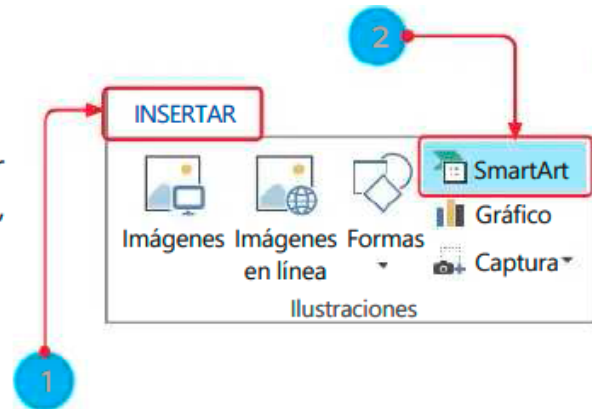 2
INSERTAR
SmartArt
Gráfico
Imágenes Imágenes Formas
en línea
Captura
Ilustraciones
1